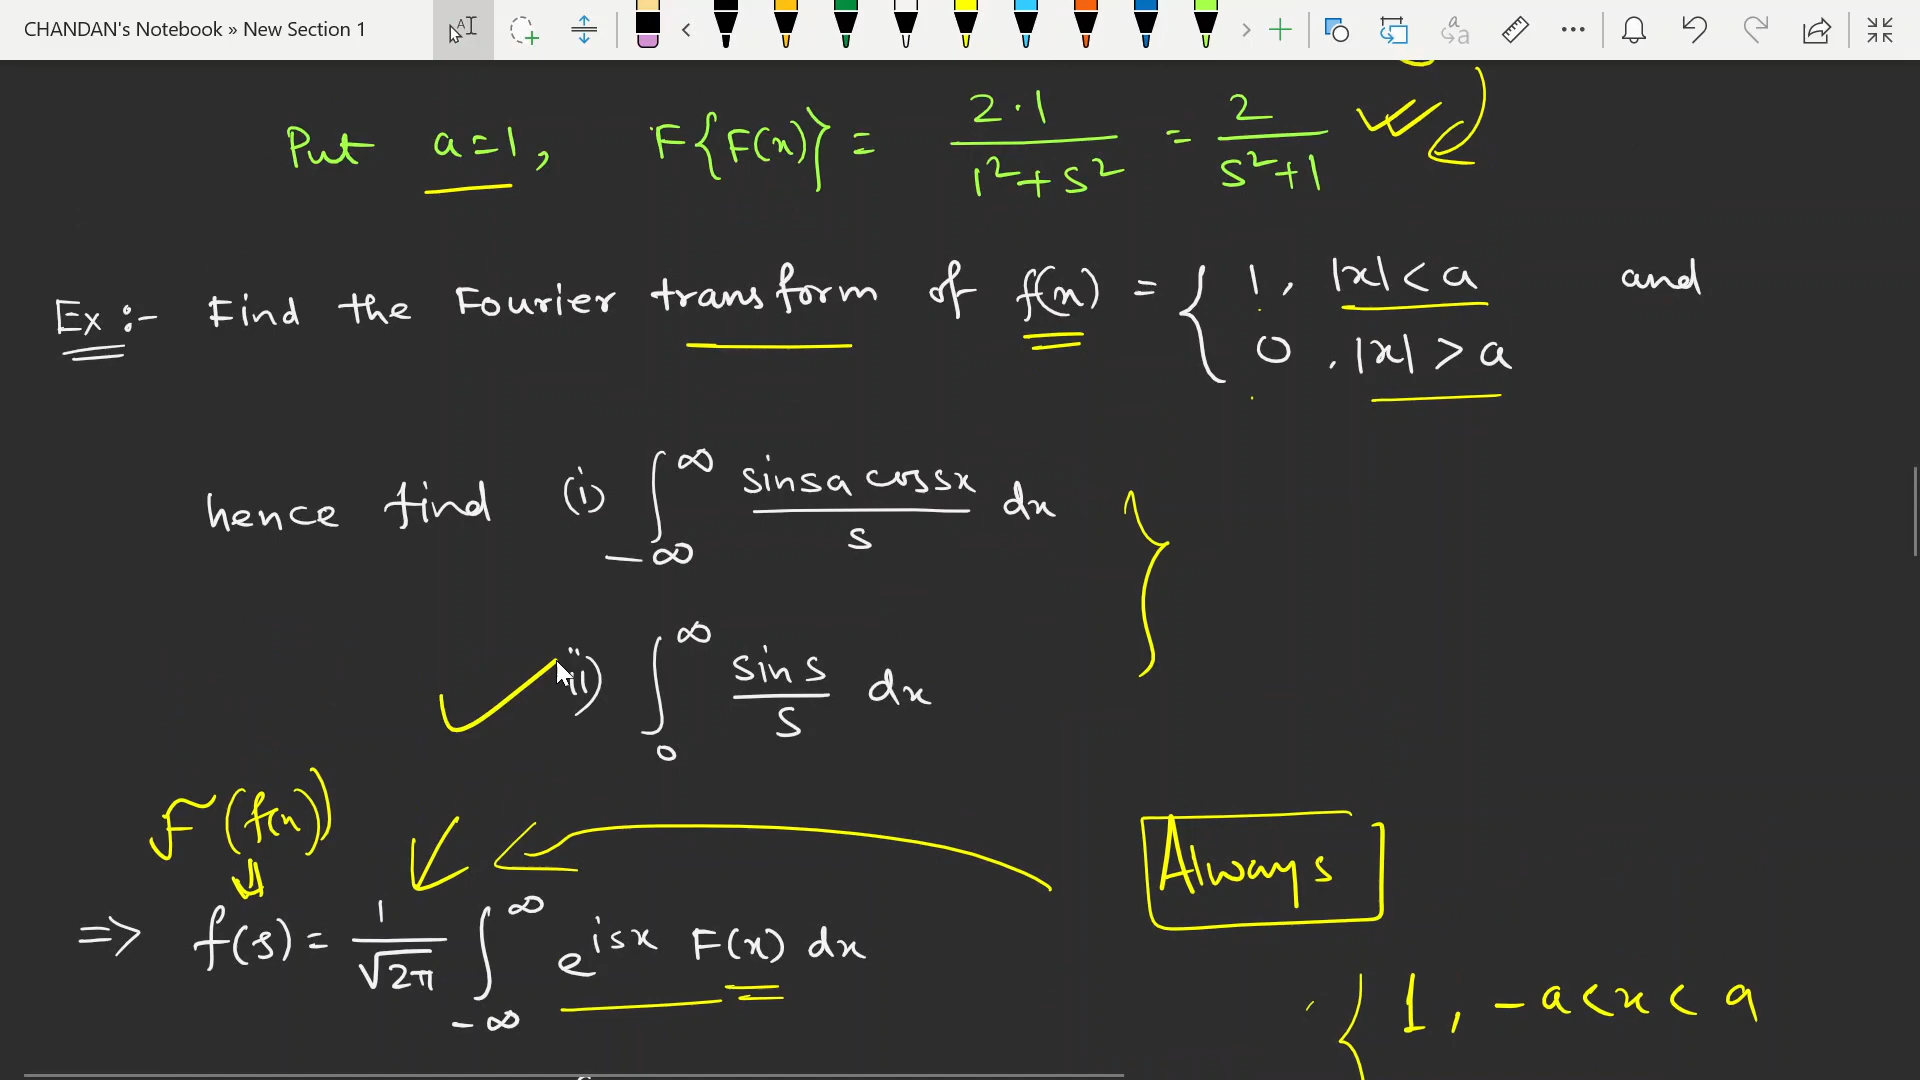 CHANDAN's Notebook » New Section 1
Put a=1, F{F(x)} = 2·1 / 1²+s² = 2 / s²+1
Ex:- Find the Fourier transform of f(x) = { 1, |x| < a and
0, |x| > a
hence find (i) ∫_{-∞}^{∞} sinsa cossx / s dx
ii) ∫_0^∞ sin s / s dx
F(f(x))
Always
=> f(s) = 1/√2π ∫_{-∞}^{∞} e^{isx} F(x) dx
{ 1, -a<x<a